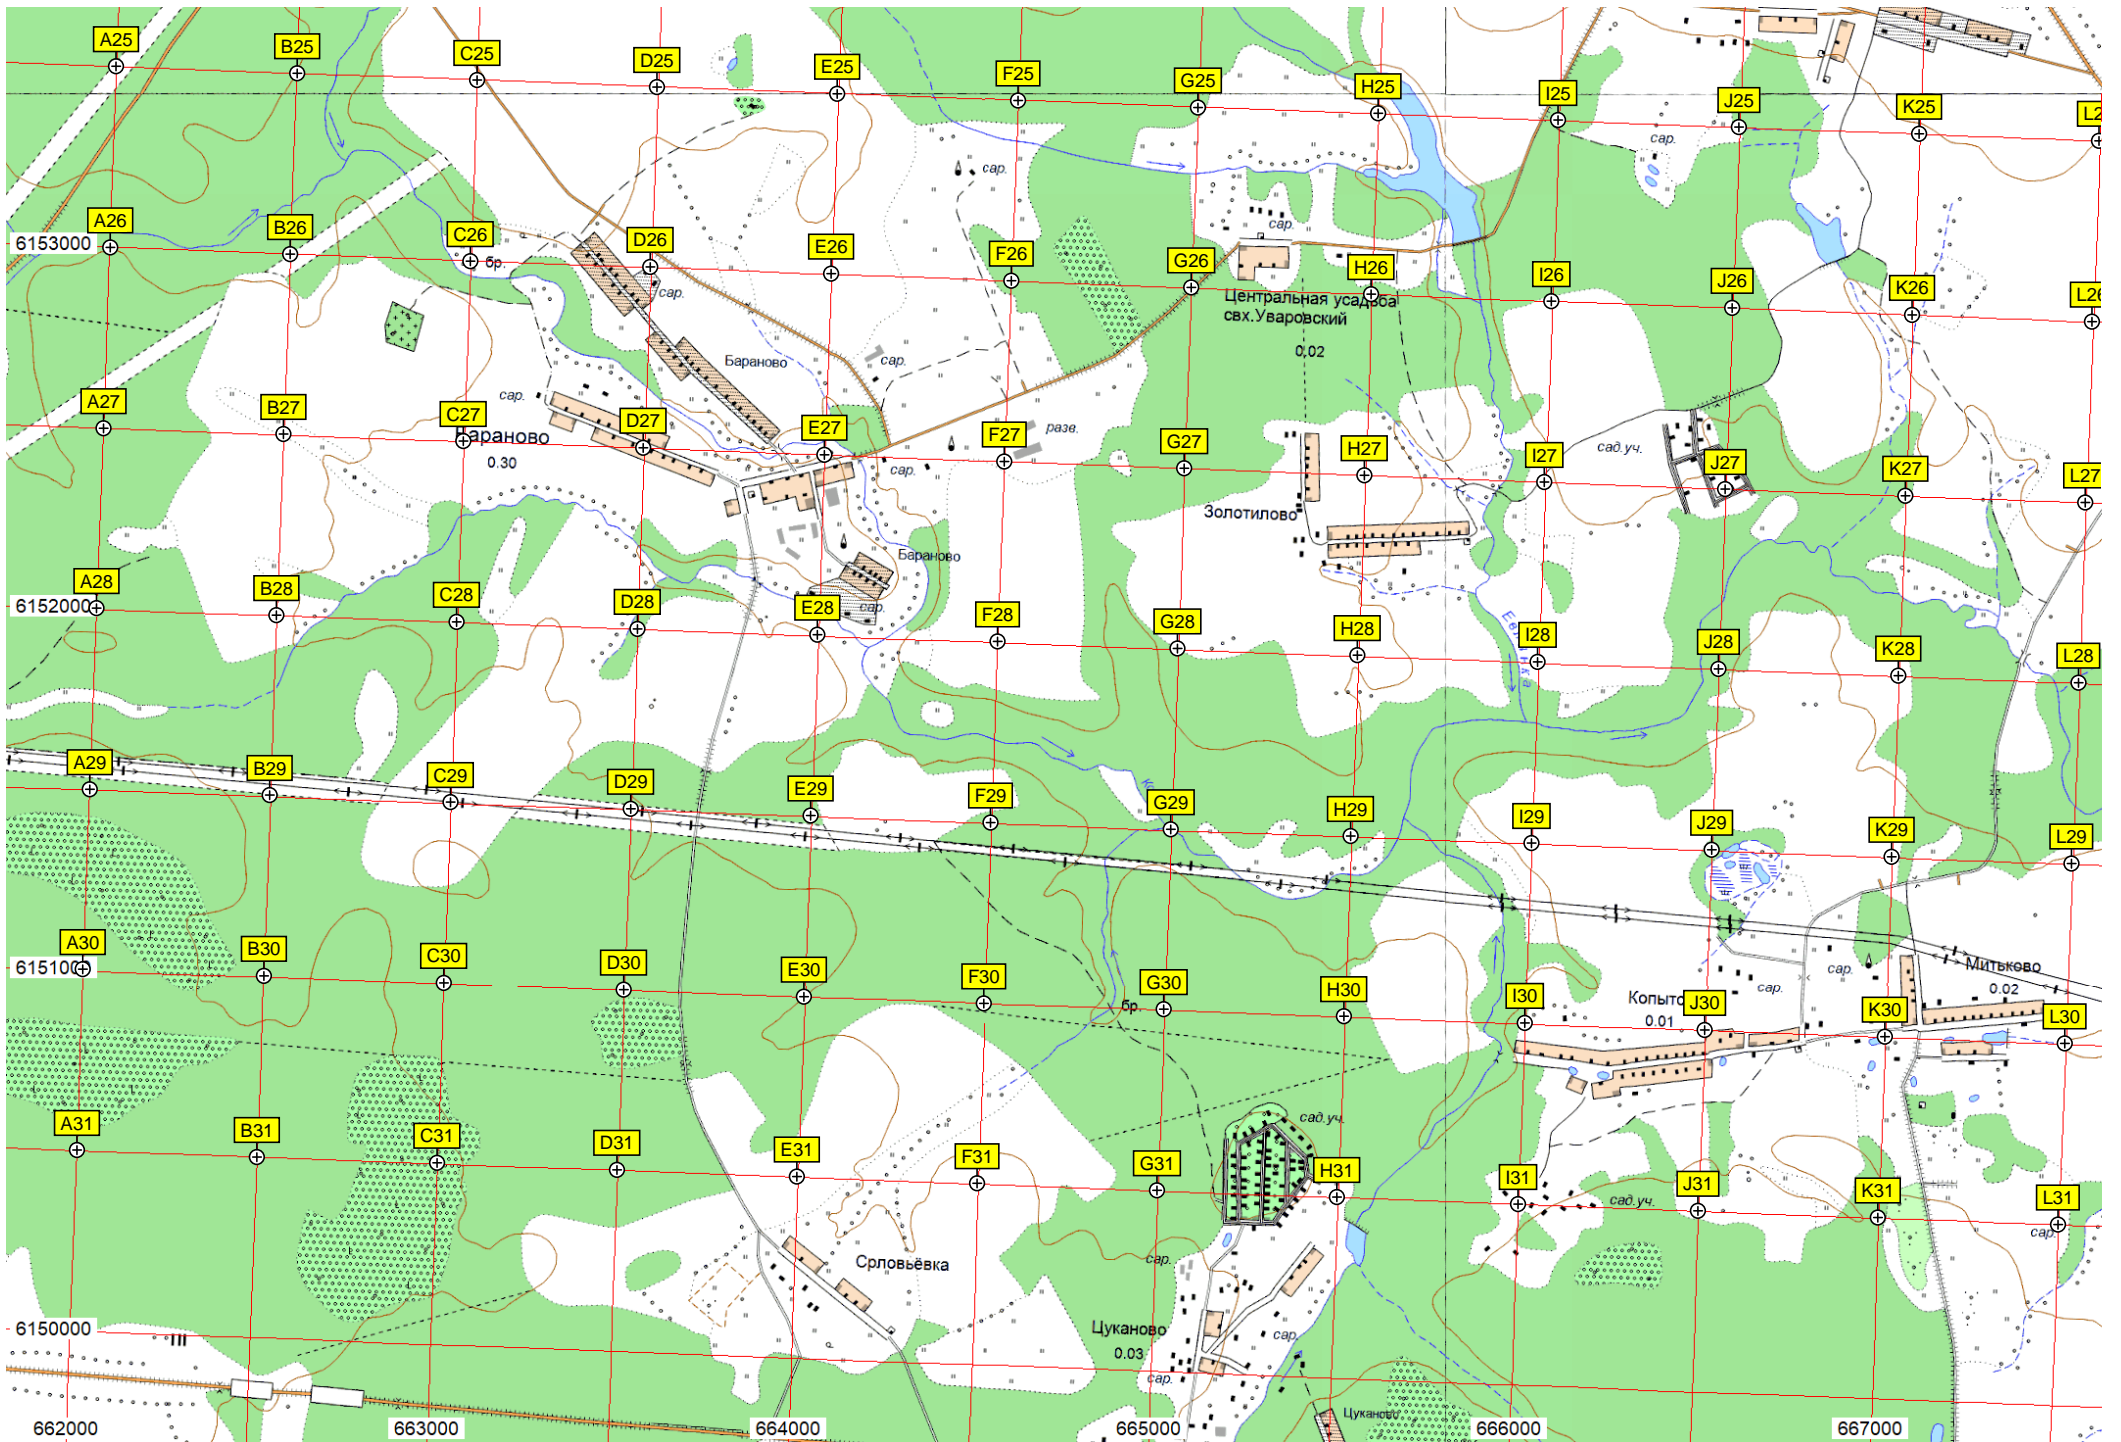 A25
B25
C25
D25
E25
F25
G25
H25
I25
J25
K25
сар.
сар.
A26
B26
C26
D26
E26
F26
G26
H26
I26
J26
K26
6153000
бр.
сар.
сар.
Центральная усадьба
свх.Уваровский
0.02
Бараново
сар.
сар.
A27
B27
C27
D27
E27
F27
G27
H27
I27
J27
K27
L27
Бараново
0.30
разв.
сар.
сад.уч.
Золотилово
Бараново
A28
B28
C28
D28
E28
F28
G28
H28
I28
J28
K28
L28
6152000
сар.
A29
B29
C29
D29
E29
F29
G29
H29
I29
J29
K29
L29
A30
B30
C30
D30
E30
F30
G30
H30
I30
J30
K30
L30
бр.
сар.
сар.
Митьково
0.02
0.01
сад.уч.
A31
B31
C31
D31
E31
F31
G31
H31
I31
J31
K31
L31
сад.уч.
сар.
сар.
Срловьёвка
6150000
Цуканово
0.03
сар.
сар.
Цуканово
662000
663000
664000
665000
666000
667000